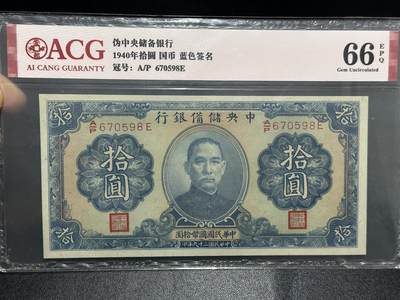 ACG
AI CANG GUARANTY
伪中央储备银行
1940年拾圆 国币 蓝色签名
冠号：A/P 670598E
66 EPQ
Gem Uncirculated
行銀備儲央中
A/P 670598E
A/P 670598E
拾圓
拾圓
拾
拾
拾
拾
圓拾幣國國民華中